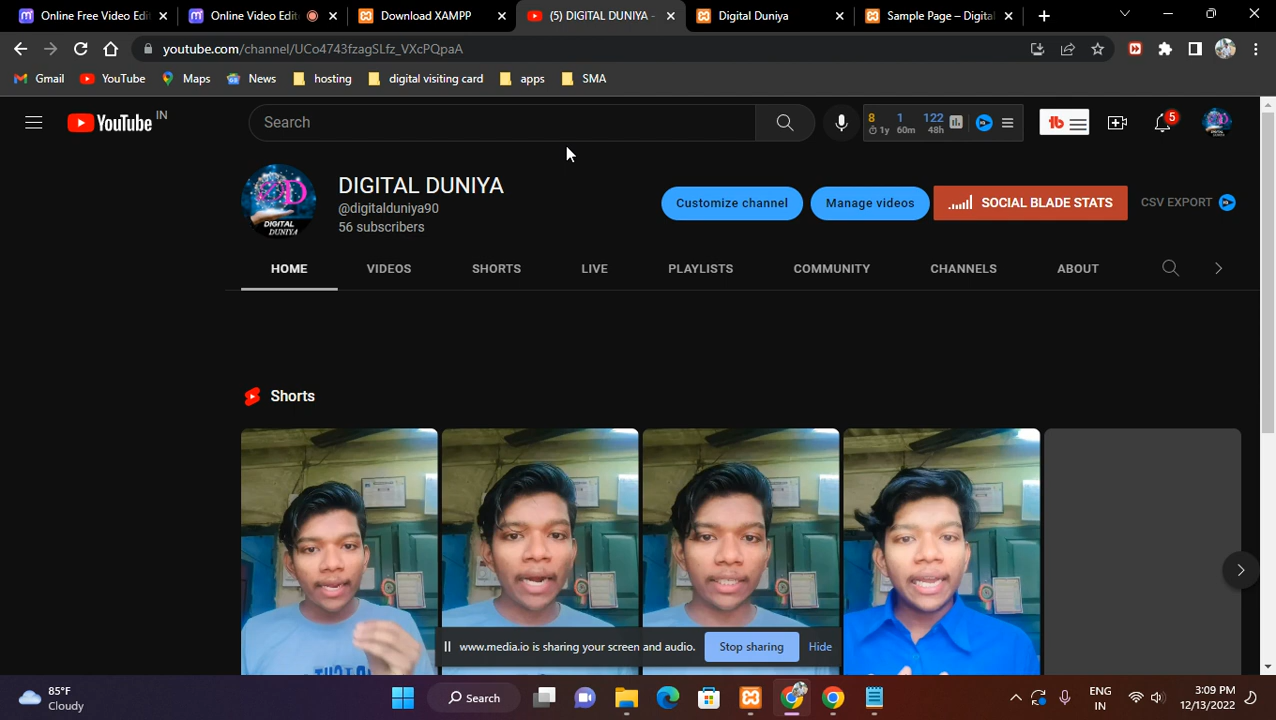 Online Free Video Edi
Online Video Edit
Download XAMPP
(5) DIGITAL DUNIYA -
Digital Duniya
Sample Page – Digital
youtube.com/channel/UCo4743fzagSLfz_VXcPQpaA
Gmail
YouTube
Maps
News
hosting
digital visiting card
apps
SMA
YouTube IN
Search
8 1 122
1y 60m 48h
5
DIGITAL DUNIYA
@digitalduniya90
56 subscribers
D
DIGITAL
DUNIYA
Customize channel
Manage videos
SOCIAL BLADE STATS
CSV EXPORT
HOME
VIDEOS
SHORTS
LIVE
PLAYLISTS
COMMUNITY
CHANNELS
ABOUT
Shorts
www.media.io is sharing your screen and audio.
Stop sharing
Hide
85°F
Cloudy
Search
ENG
IN
3:09 PM
12/13/2022